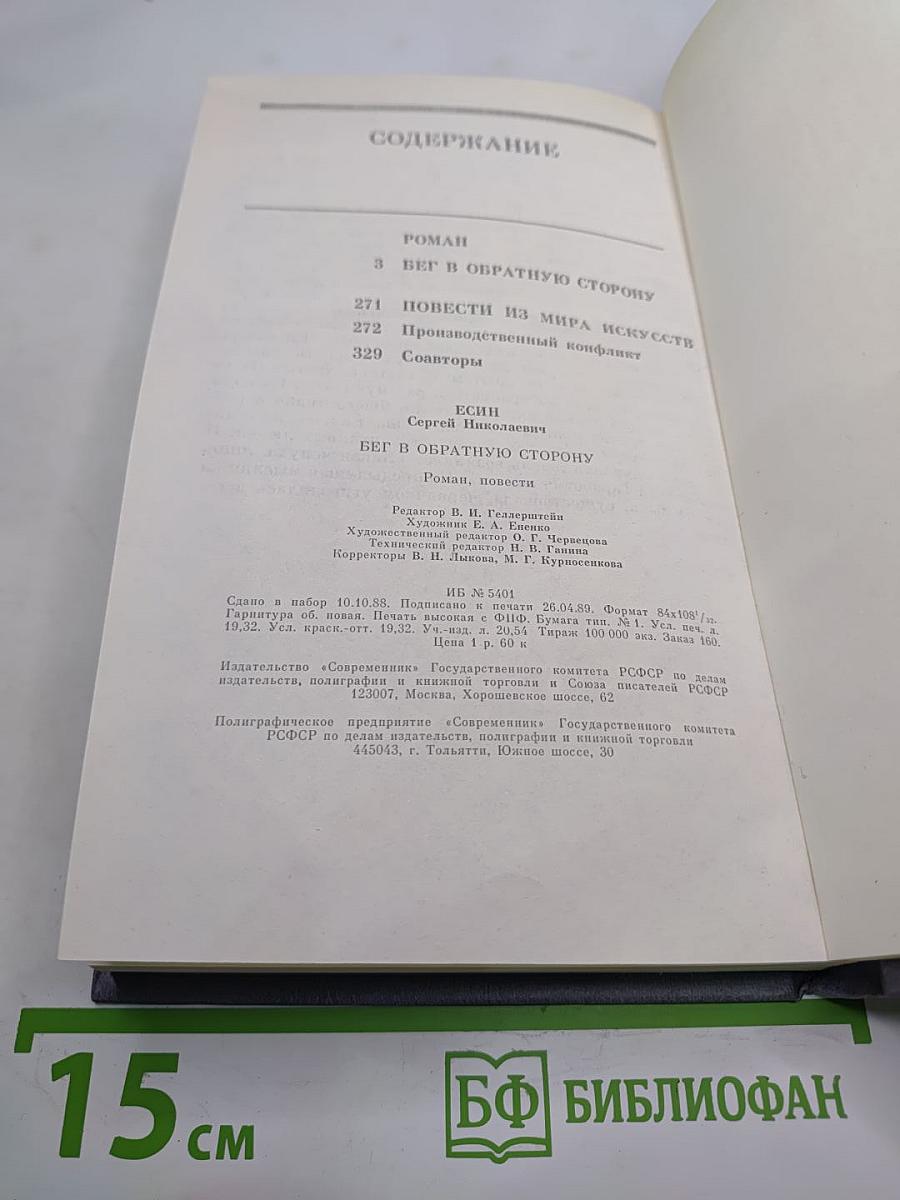 СОДЕРЖАНИЕ
РОМАН
3 БЕГ В ОБРАТНУЮ СТОРОНУ
271 ПОВЕСТИ ИЗ МИРА ИСКУССТВ
272 Производственный конфликт
329 Соавторы
ЕСИН
Сергей Николаевич
БЕГ В ОБРАТНУЮ СТОРОНУ
Роман, повести
Редактор В. И. Геллерштейн
Художник Е. А. Ененко
Художественный редактор О. Г. Червецова
Технический редактор Н. В. Ганина
Корректоры В. Н. Лыкова, М. Г. Курносенкова
ИБ № 5401
Сдано в набор 10.10.88. Подписано к печати 26.04.89. Формат 84х108¹/₃₂.
Гарнитура об. новая. Печать высокая с ФПФ. Бумага тип. № 1. Усл. печ. л.
19,32. Усл. краск.-отт. 19,32. Уч.-изд. л. 20,54 Тираж 100 000 экз. Заказ 160.
Цена 1 р. 60 к
Издательство «Современник» Государственного комитета РСФСР по делам
издательств, полиграфии и книжной торговли и Союза писателей РСФСР
123007, Москва, Хорошевское шоссе, 62
Полиграфическое предприятие «Современник» Государственного комитета
РСФСР по делам издательств, полиграфии и книжной торговли
445043, г. Тольятти, Южное шоссе, 30
15 см
БФ БИБЛИОФАН